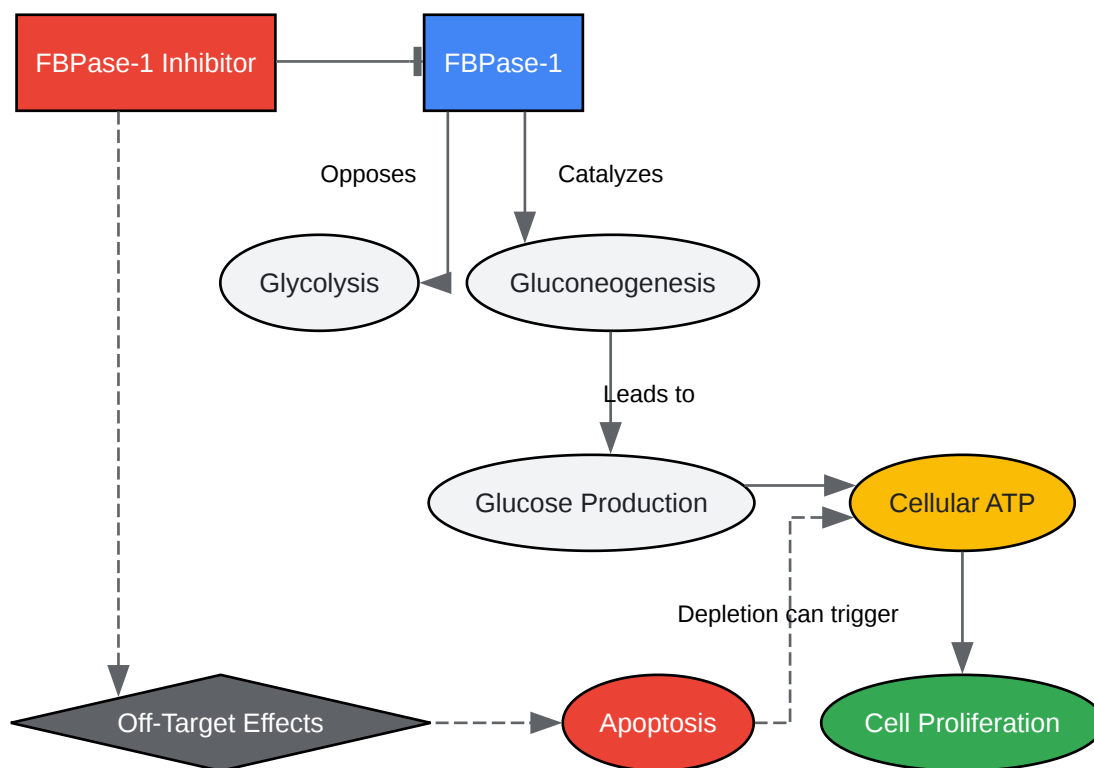 FBPase-1 Inhibitor
FBPase-1
Opposes
Catalyzes
Glycolysis
Gluconeogenesis
Leads to
Glucose Production
Cellular ATP
Depletion can trigger
Off-Target Effects
Apoptosis
Cell Proliferation